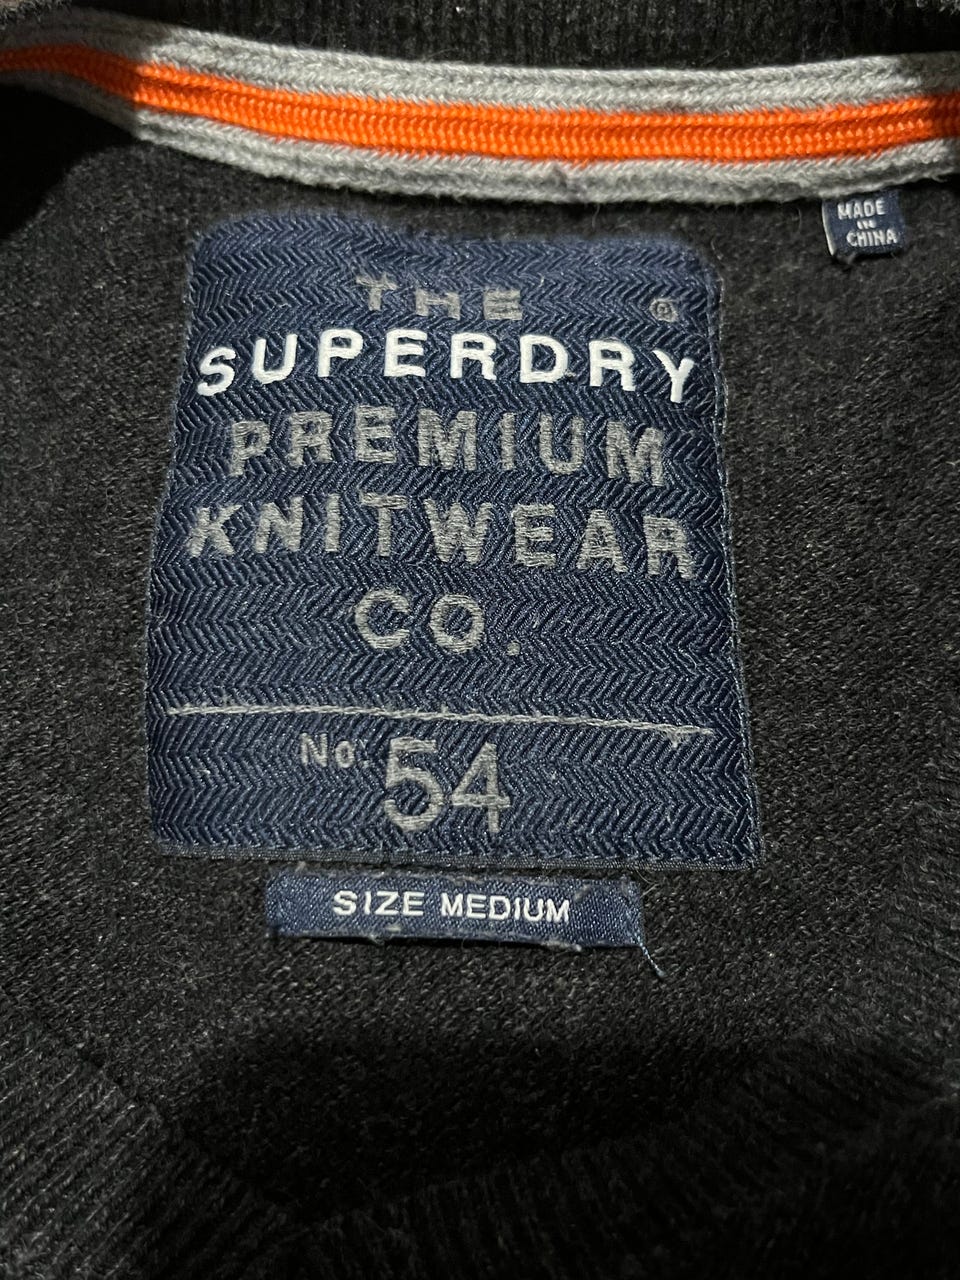 MADE
IN
CHINA
THE ®
SUPERDRY
PREMIUM
KNITWEAR
CO.
No. 54
SIZE MEDIUM